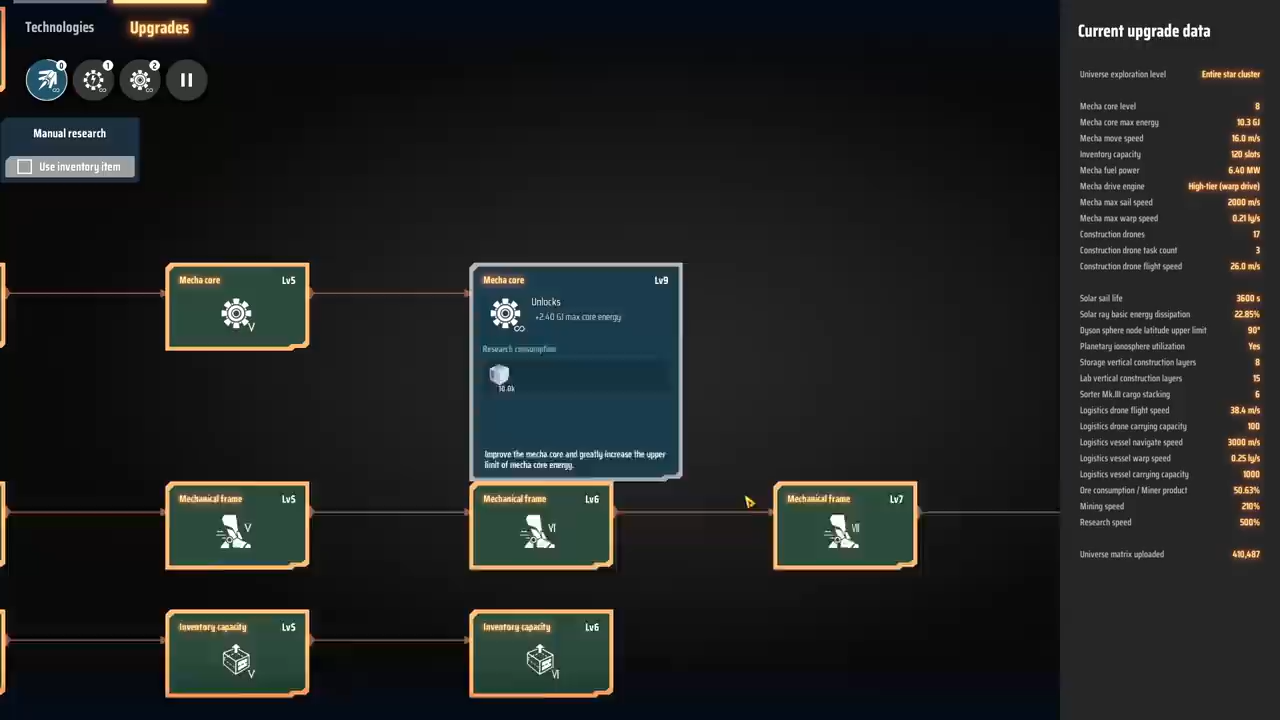 Technologies
Upgrades
0
1
2
Manual research
Use inventory item
Mecha core Lv5
V
Mecha core Lv9
Unlocks
+2.40 GJ max core energy
Research consumption
10.0k
Improve the mecha core and greatly increase the upper
limit of mecha core energy.
Mechanical frame Lv5
V
Mechanical frame Lv6
VI
Mechanical frame Lv7
VII
Inventory capacity Lv5
V
Inventory capacity Lv6
VI
Current upgrade data
Universe exploration level Entire star cluster
Mecha core level 8
Mecha core max energy 10.3 GJ
Mecha move speed 16.0 m/s
Inventory capacity 120 slots
Mecha fuel power 6.40 MW
Mecha drive engine High-tier (warp drive)
Mecha max sail speed 2000 m/s
Mecha max warp speed 0.21 ly/s
Construction drones 17
Construction drone task count 3
Construction drone flight speed 26.0 m/s
Solar sail life 3600 s
Solar ray basic energy dissipation 22.85%
Dyson sphere node latitude upper limit 90°
Planetary ionosphere utilization Yes
Storage vertical construction layers 8
Lab vertical construction layers 15
Sorter Mk.III cargo stacking 6
Logistics drone flight speed 38.4 m/s
Logistics drone carrying capacity 100
Logistics vessel navigate speed 3000 m/s
Logistics vessel warp speed 0.25 ly/s
Logistics vessel carrying capacity 1000
Ore consumption / Miner product 50.63%
Mining speed 210%
Research speed 500%
Universe matrix uploaded 410,487